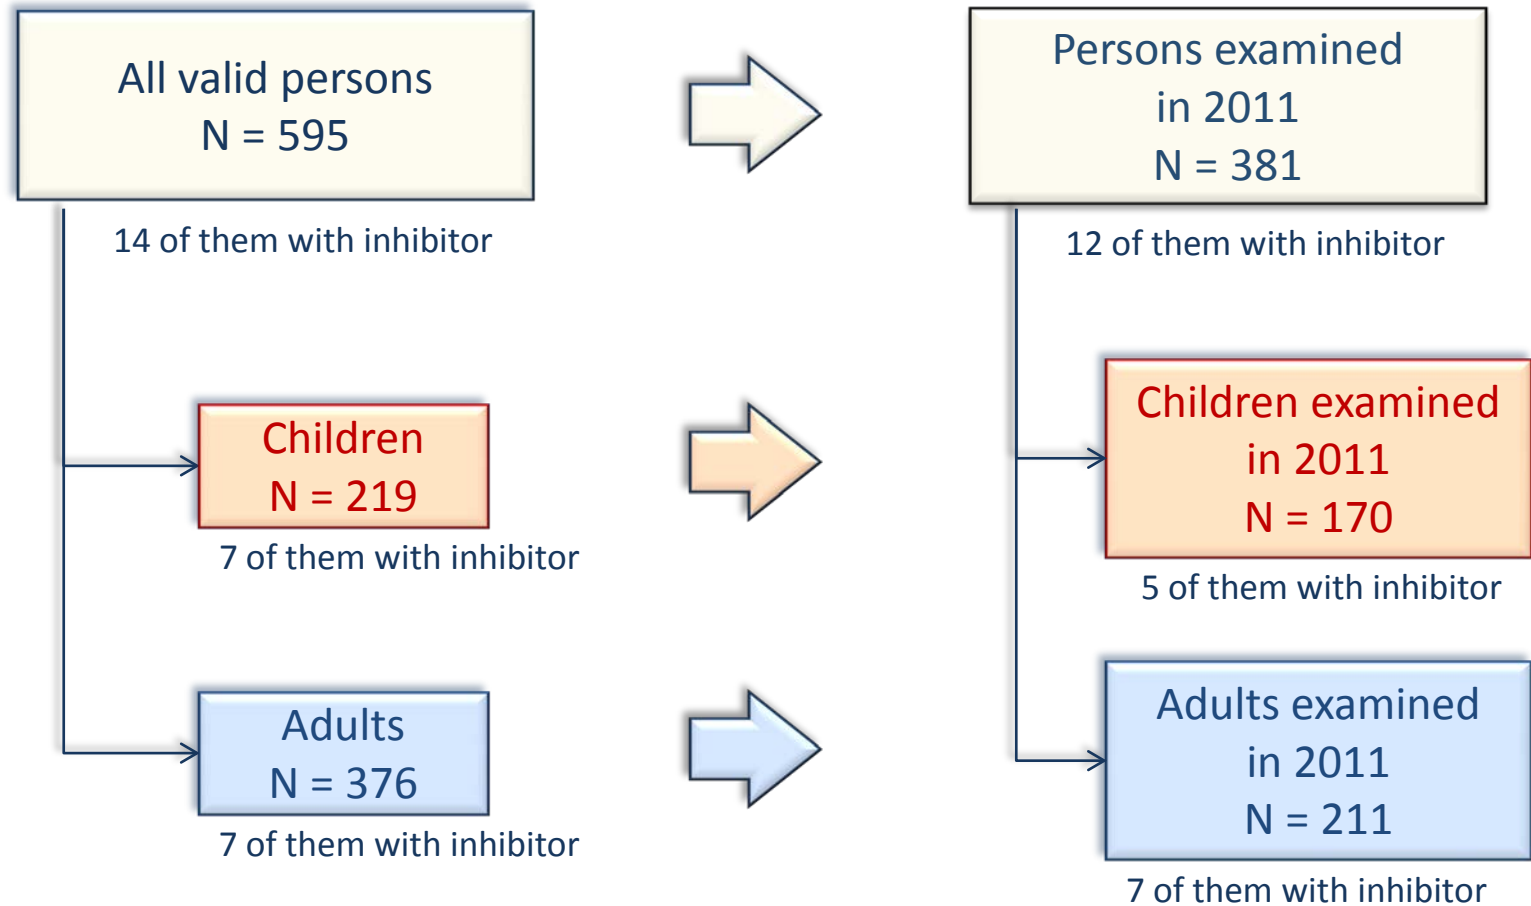 All valid persons
N = 595
14 of them with inhibitor
Children
N = 219
7 of them with inhibitor
Adults
N = 376
7 of them with inhibitor
Persons examined
in 2011
N = 381
12 of them with inhibitor
Children examined
in 2011
N = 170
5 of them with inhibitor
Adults examined
in 2011
N = 211
7 of them with inhibitor